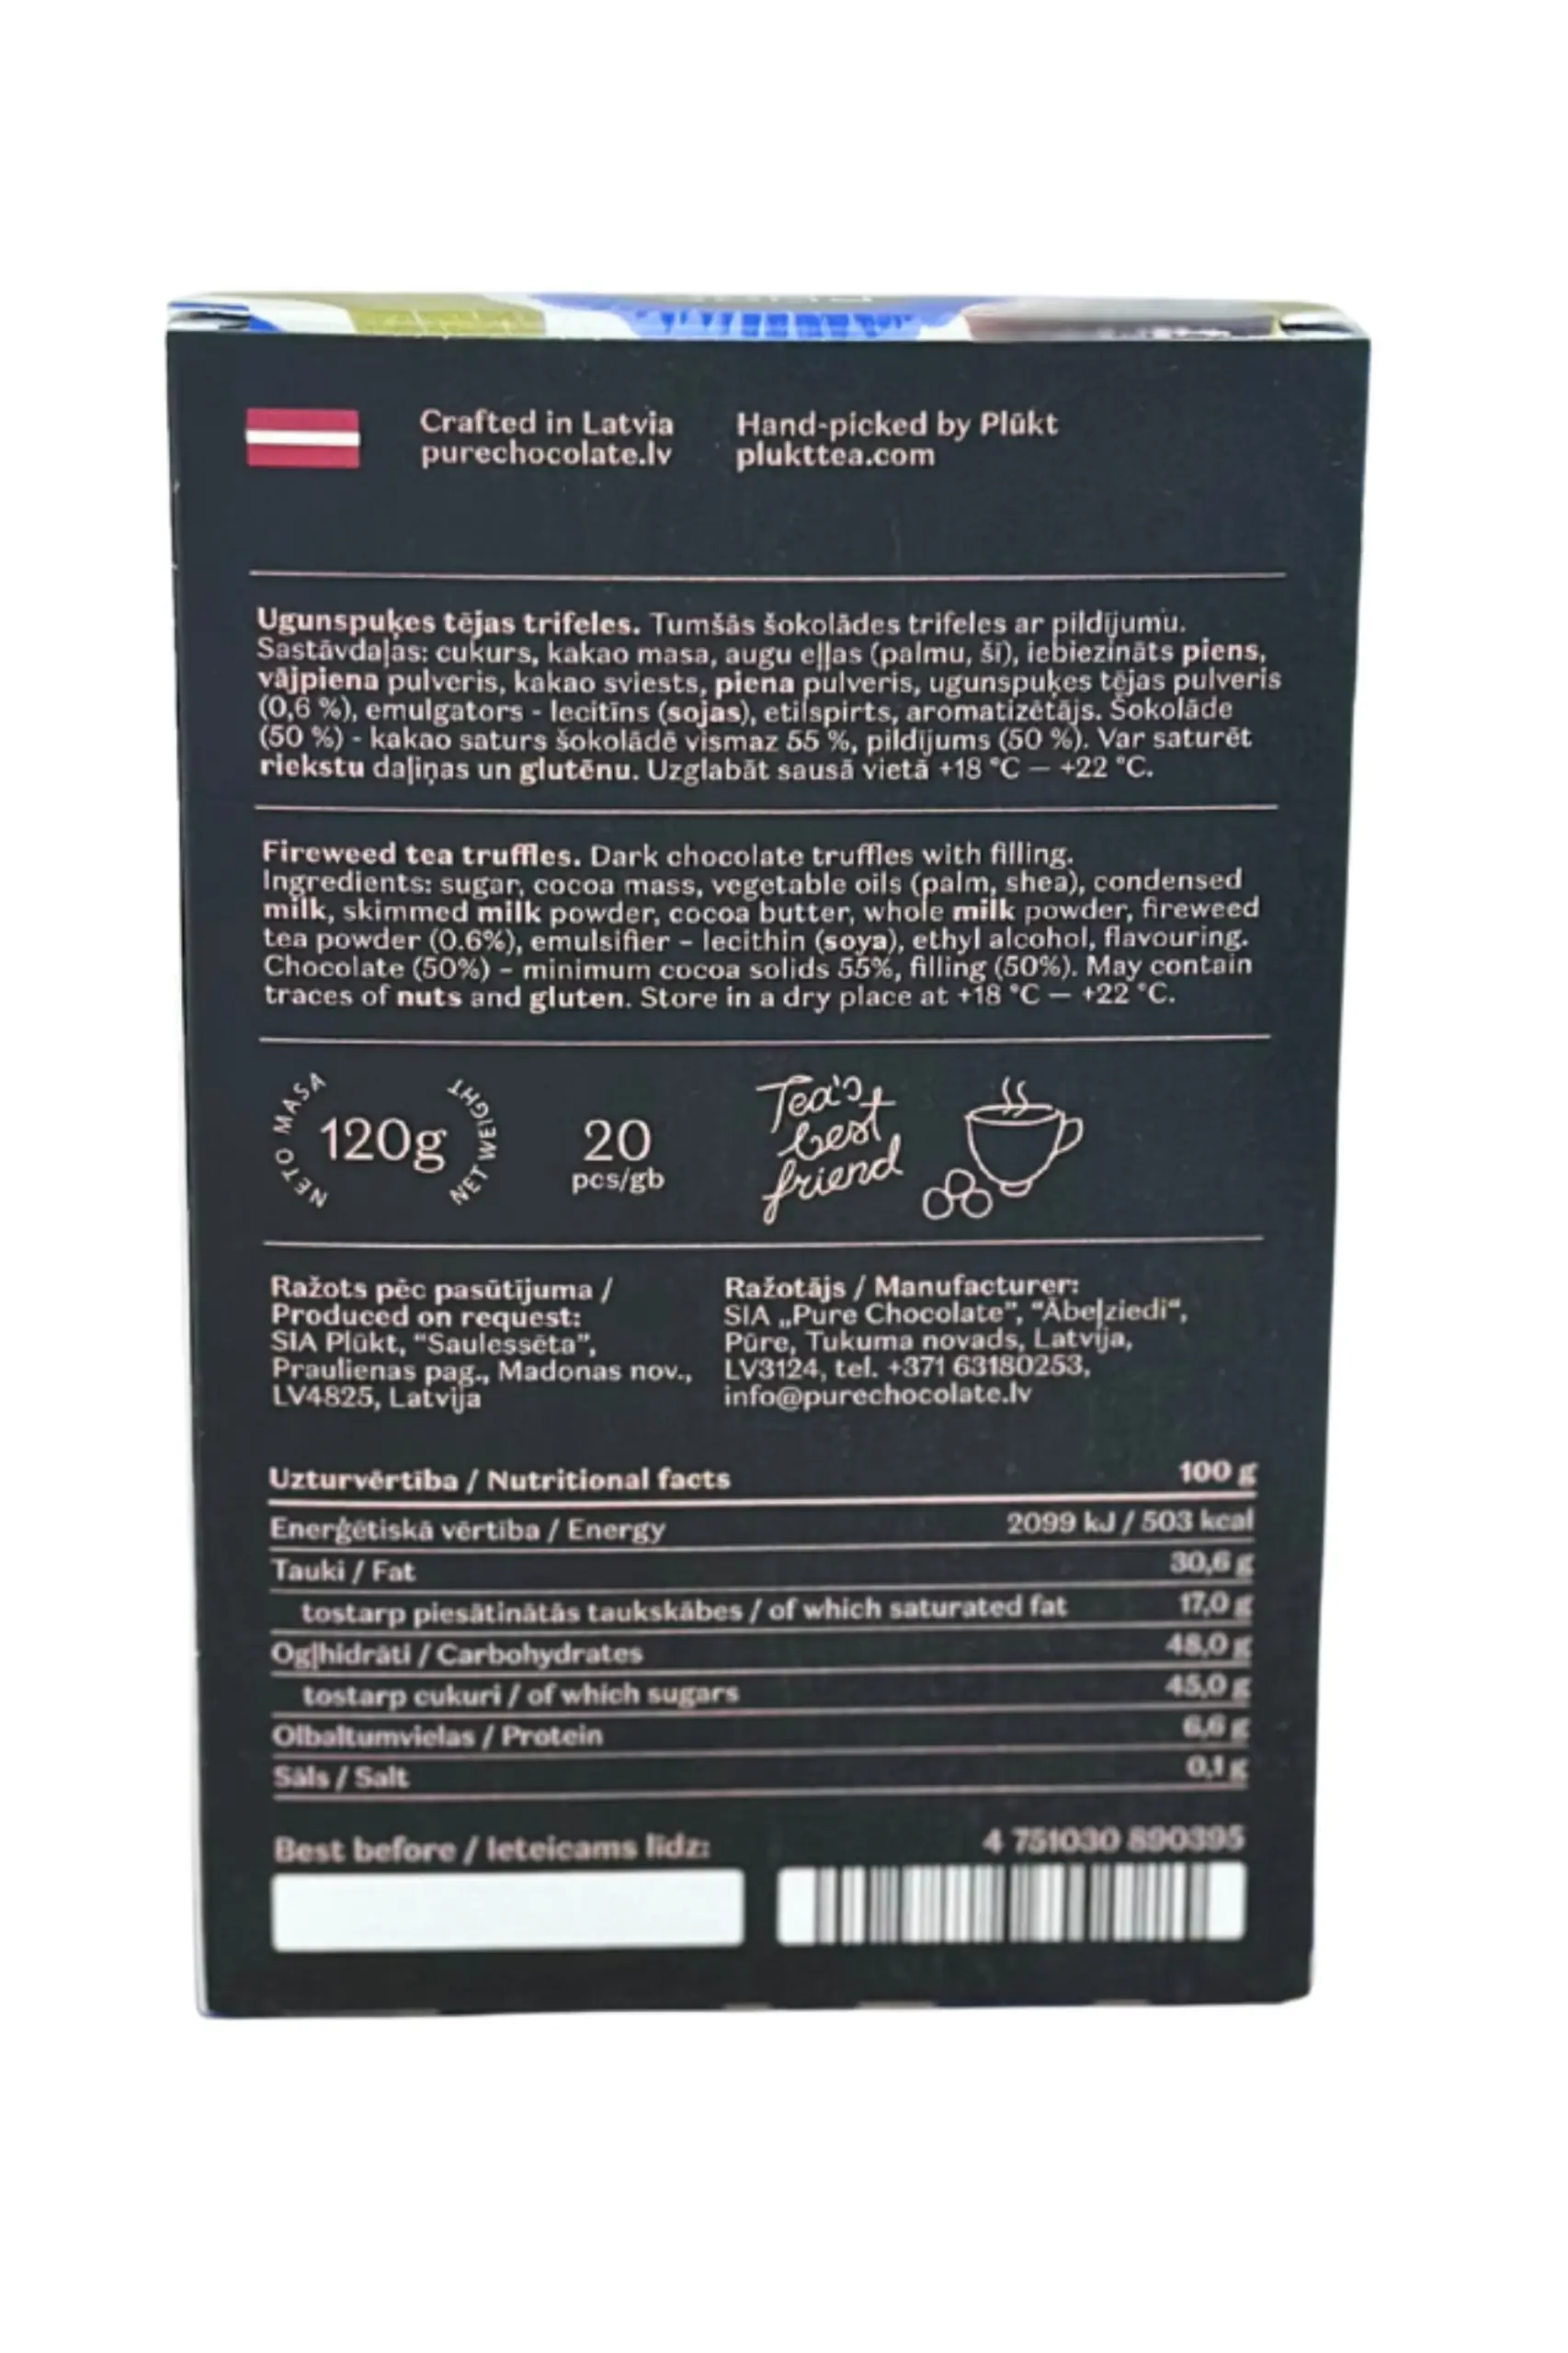 Crafted in Latvia
purechocolate.lv
Hand-picked by Plūkt
plukttea.com
Ugunspuķes tējas trifeles. Tumšās šokolādes trifeles ar pildījumu.
Sastāvdaļas: cukurs, kakao masa, augu eļļas (palmu, šī), iebiezināts piens,
vājpiena pulveris, kakao sviests, piena pulveris, ugunspuķes tējas pulveris
(0,6 %), emulgators - lecitīns (sojas), etilspirts, aromatizētājs. Šokolāde
(50 %) - kakao saturs šokolādē vismaz 55 %, pildījums (50 %). Var saturēt
riekstu daļiņas un glutēnu. Uzglabāt sausā vietā +18 °C — +22 °C.
Fireweed tea truffles. Dark chocolate truffles with filling.
Ingredients: sugar, cocoa mass, vegetable oils (palm, shea), condensed
milk, skimmed milk powder, cocoa butter, whole milk powder, fireweed
tea powder (0.6%), emulsifier – lecithin (soya), ethyl alcohol, flavouring.
Chocolate (50%) – minimum cocoa solids 55%, filling (50%). May contain
traces of nuts and gluten. Store in a dry place at +18 °C — +22 °C.
NETO MASA
120g
NET WEIGHT
20
pcs/gb
Tea's
best
friend
Ražots pēc pasūtījuma /
Produced on request:
SIA Plūkt, "Saulessēta",
Praulienas pag., Madonas nov.,
LV4825, Latvija
Ražotājs / Manufacturer:
SIA „Pure Chocolate”, “Ābeļziedi“,
Pūre, Tukuma novads, Latvija,
LV3124, tel. +371 63180253,
info@purechocolate.lv
Uzturvērtība / Nutritional facts 100 g
Enerģētiskā vērtība / Energy 2099 kJ / 503 kcal
Tauki / Fat 30,6 g
tostarp piesātinātās taukskābes / of which saturated fat 17,0 g
Ogļhidrāti / Carbohydrates 48,0 g
tostarp cukuri / of which sugars 45,0 g
Olbaltumvielas / Protein 6,6 g
Sāls / Salt 0,1 g
Best before / Ieteicams līdz:
4 751030 890395